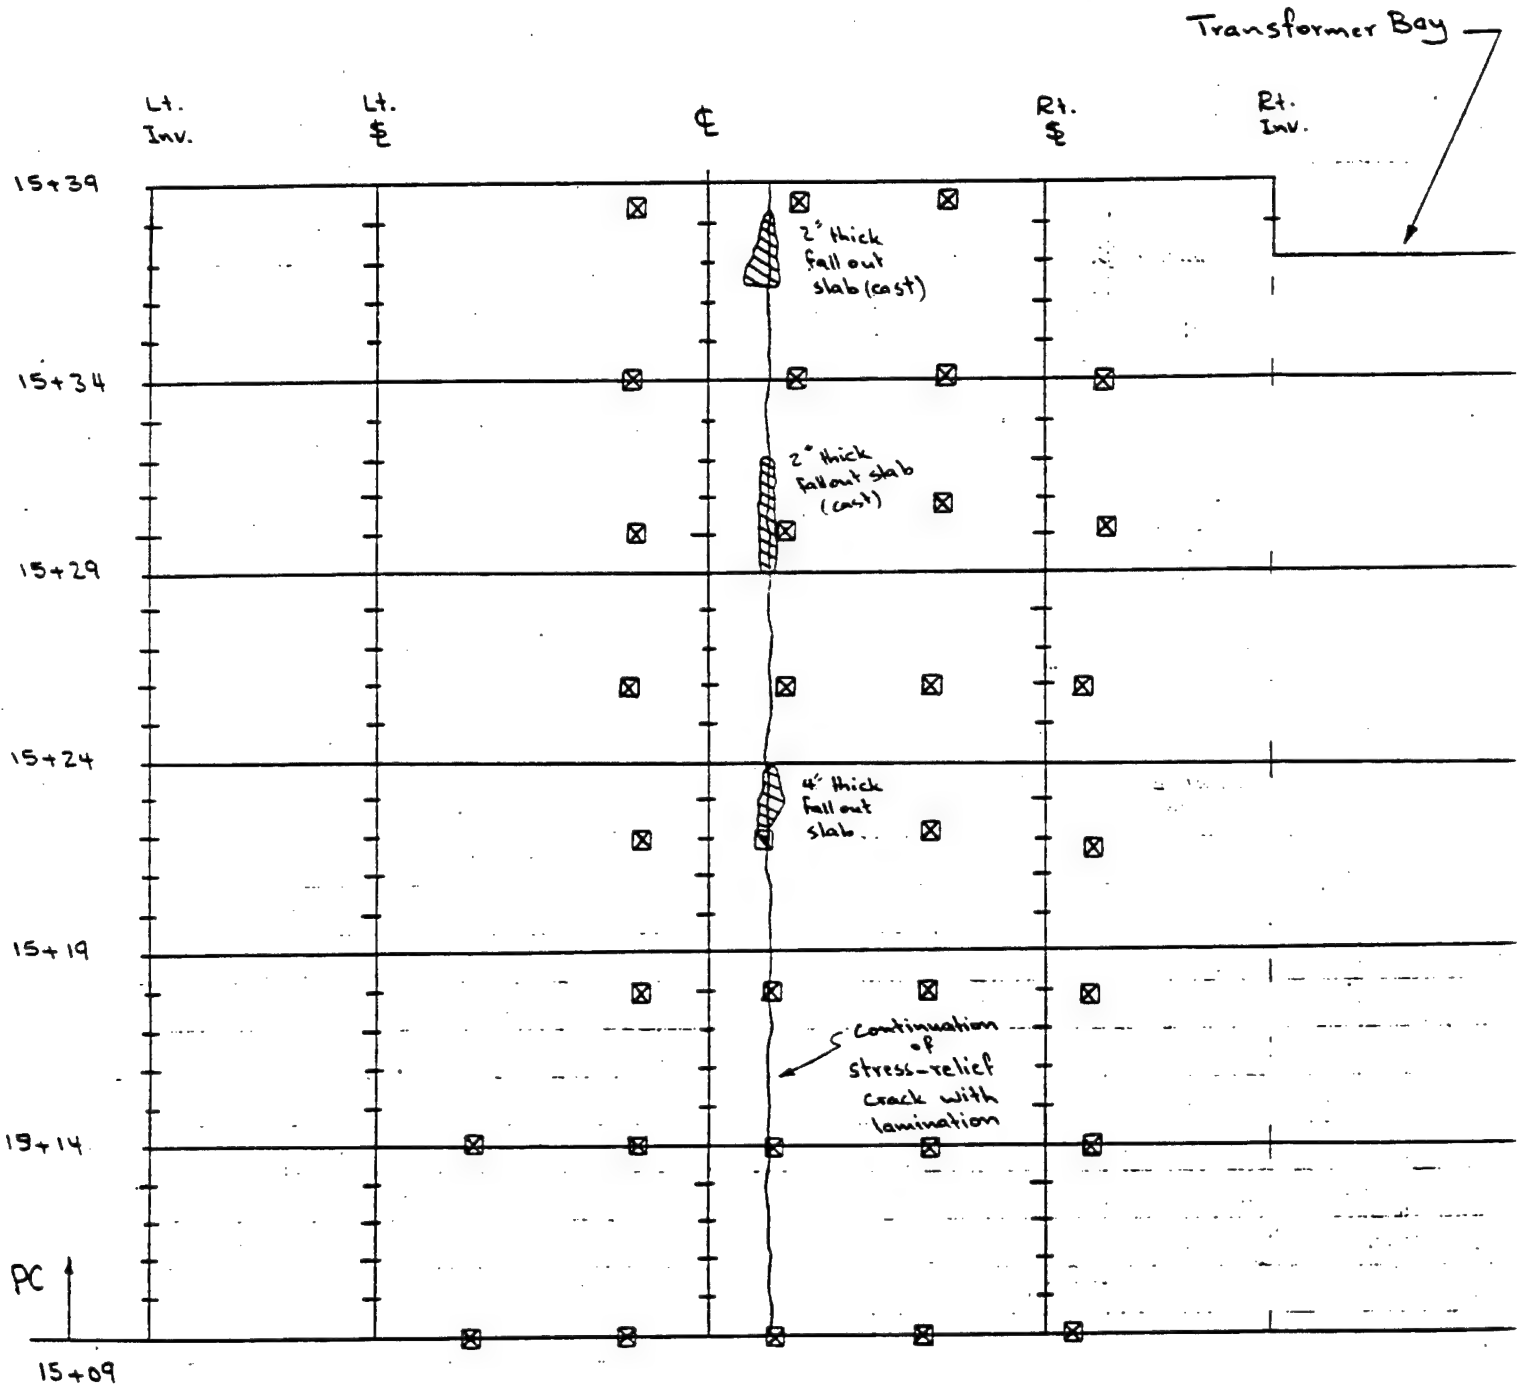 Transformer Bay
Lt.
Inv.
Lt.
℄
Rt.
Rt.
Inv.
15+39
2" thick
fall out
slab (cast)
15+34
2" thick
fallout slab
(cast)
15+29
15+24
4" thick
fall out
slab
15+19
Continuation
of
stress-relief
crack with
lamination
15+14
PC
15+09